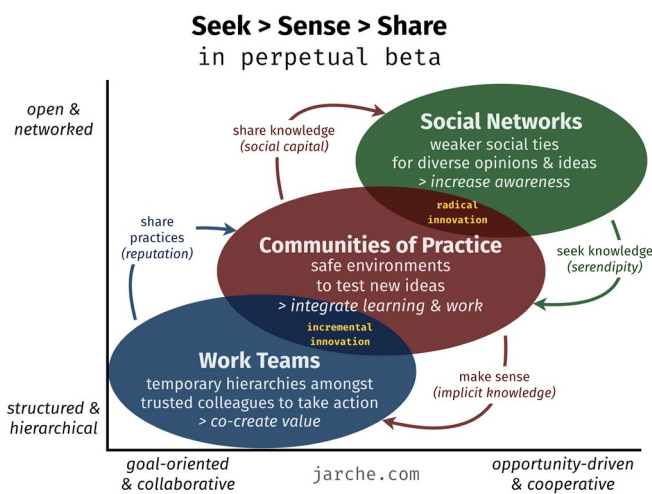 Seek > Sense > Share
in perpetual beta
open &
networked
share knowledge
(social capital)
Social Networks
weaker social ties
for diverse opinions & ideas
> increase awareness
radical
innovation
share
practices
(reputation)
Communities of Practice
safe environments
to test new ideas
> integrate learning & work
seek knowledge
(serendipity)
incremental
innovation
Work Teams
temporary hierarchies amongst
trusted colleagues to take action
> co-create value
make sense
(implicit knowledge)
structured &
hierarchical
goal-oriented
& collaborative
jarche.com
opportunity-driven
& cooperative